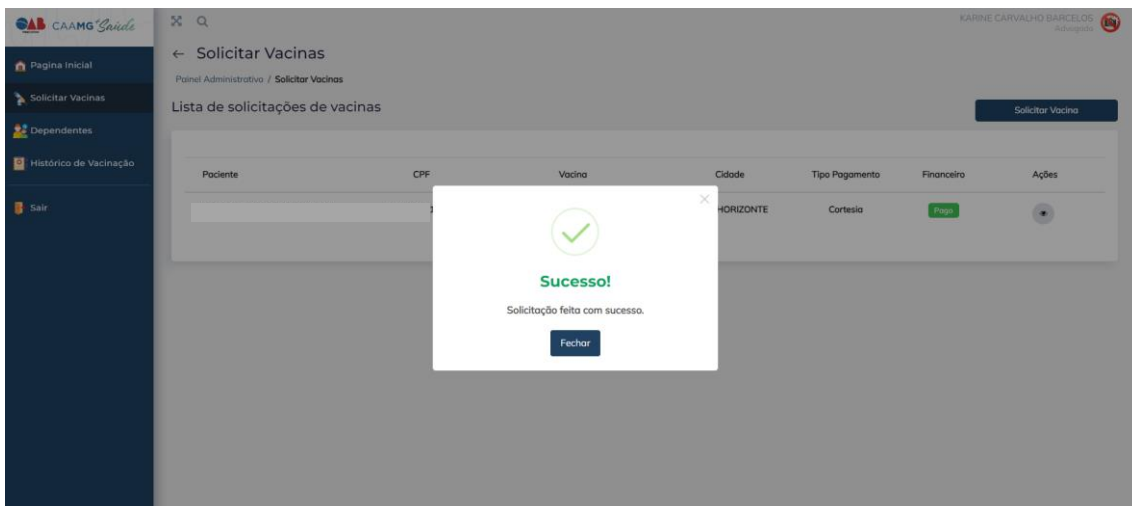 OAB CAAMG Saúde
KARINE CARVALHO BARCELOS
Advogada
← Solicitar Vacinas
Painel Administrativo / Solicitar Vacinas
Lista de solicitações de vacinas
Solicitar Vacina
Pagina Inicial
Solicitar Vacinas
Dependentes
Histórico de Vacinação
Sair
Paciente CPF Vacina Cidade Tipo Pagamento Financeiro Ações
HORIZONTE Cortesia Pago
Sucesso!
Solicitação feita com sucesso.
Fechar